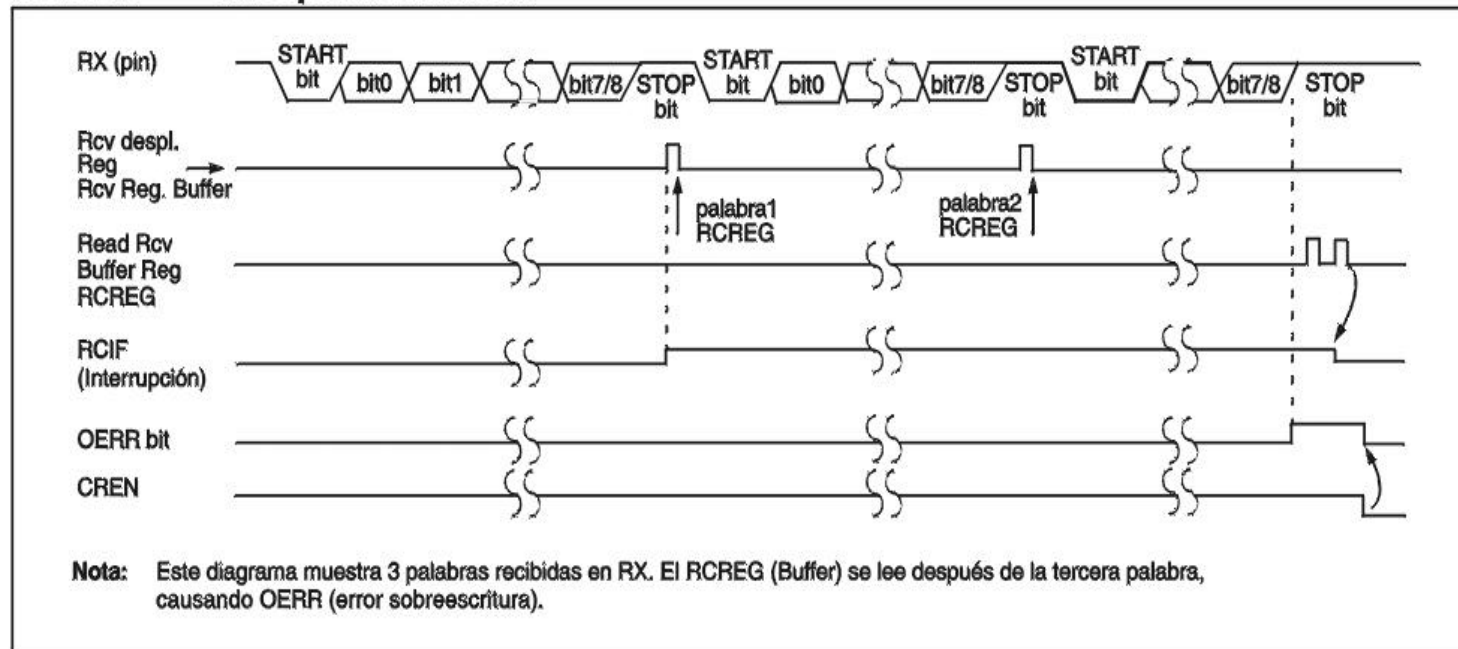 RX (pin)
START
bit
bit0
bit1
bit7/8
STOP
bit
START
bit
bit0
bit7/8
STOP
bit
START
bit
bit7/8
STOP
bit
Rcv despl.
Reg
Rcv Reg. Buffer
palabra1
RCREG
palabra2
RCREG
Read Rcv
Buffer Reg
RCREG
RCIF
(Interrupción)
OERR bit
CREN
Nota: Este diagrama muestra 3 palabras recibidas en RX. El RCREG (Buffer) se lee después de la tercera palabra,
causando OERR (error sobreescritura).